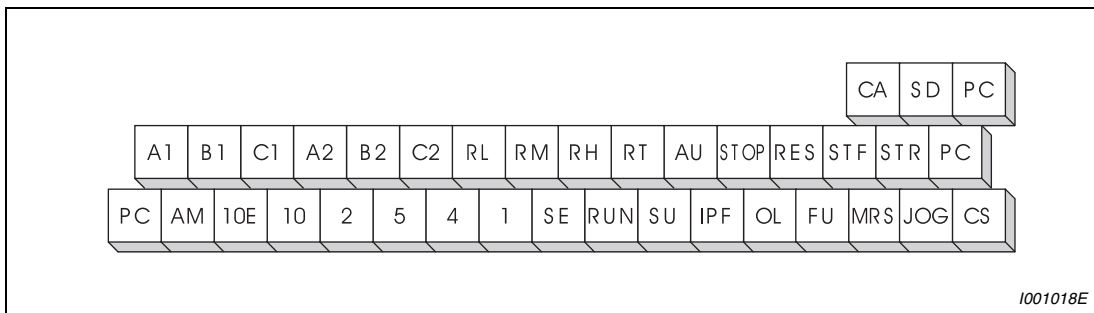 CA SD PC
A1 B1 C1 A2 B2 C2 RL RM RH RT AU STOP RES STF STR PC
PC AM 10E 10 2 5 4 1 SE RUN SU IPF OL FU MRS JOG CS
I001018E